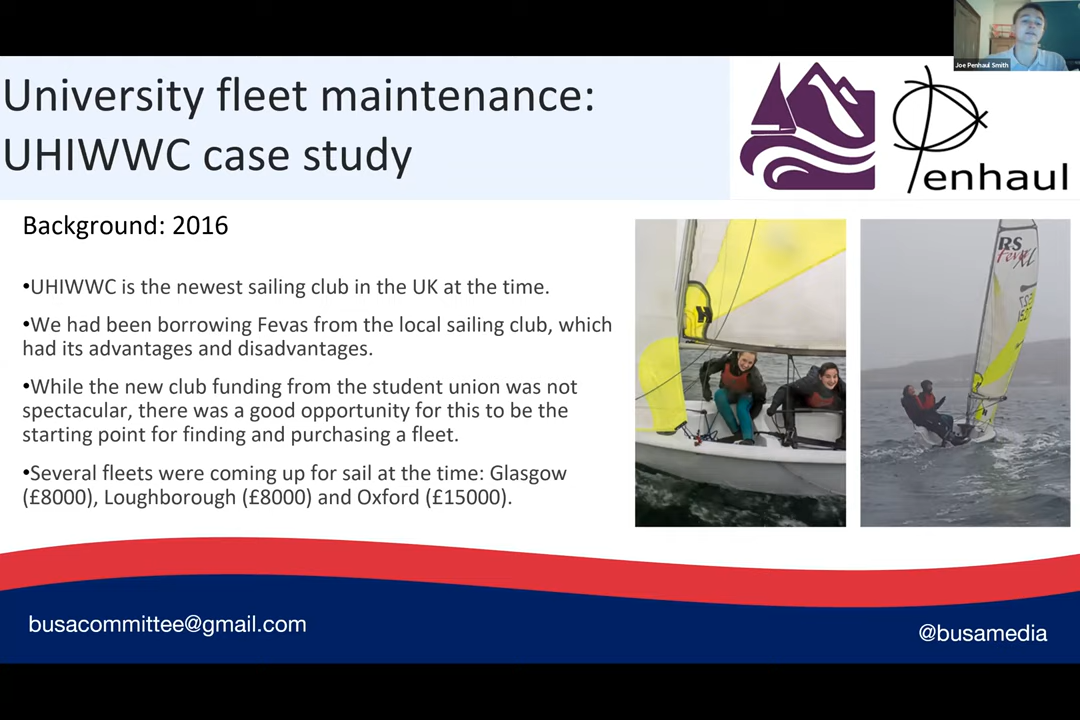 Joe Penhaul Smith
University fleet maintenance:
UHIWWC case study
Penhaul
Background: 2016
•UHIWWC is the newest sailing club in the UK at the time.
•We had been borrowing Fevas from the local sailing club, which
had its advantages and disadvantages.
•While the new club funding from the student union was not
spectacular, there was a good opportunity for this to be the
starting point for finding and purchasing a fleet.
•Several fleets were coming up for sail at the time: Glasgow
(£8000), Loughborough (£8000) and Oxford (£15000).
H
RS
Feva XL
busacommittee@gmail.com
@busamedia